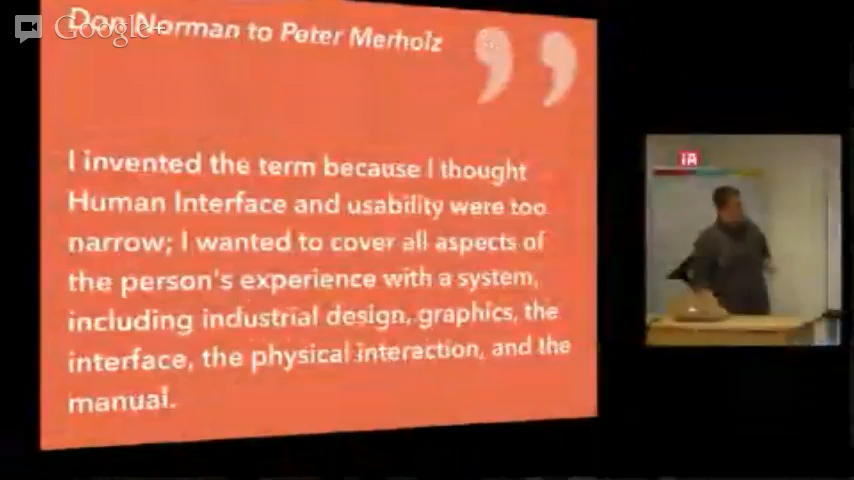 Google+
Don Norman to Peter Merholz
”
I invented the term because I thought
Human Interface and usability were too
narrow; I wanted to cover all aspects of
the person's experience with a system,
including industrial design, graphics, the
interface, the physical interaction, and the
manual.
iA